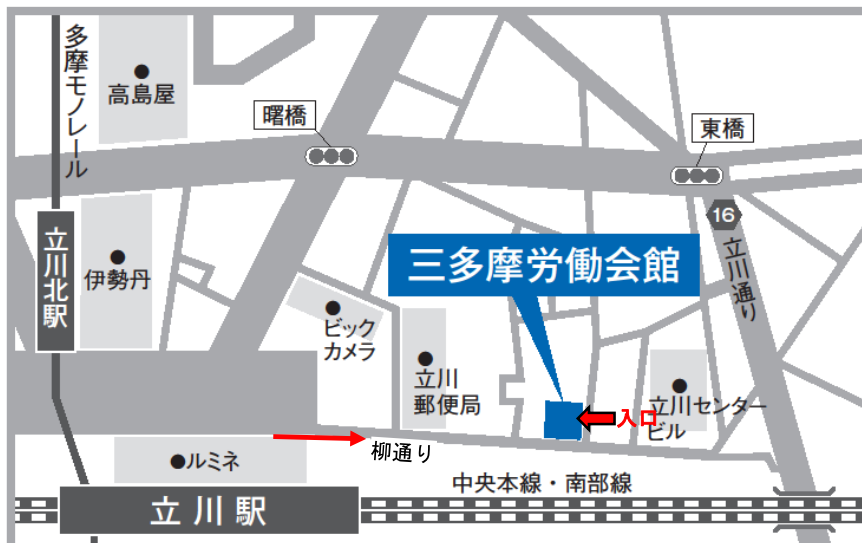 多摩モノレール
高島屋
曙橋
東橋
16
立川通り
立川北駅
伊勢丹
三多摩労働会館
ビック
カメラ
立川
郵便局
入口
立川センター
ビル
柳通り
ルミネ
中央本線・南部線
立川駅